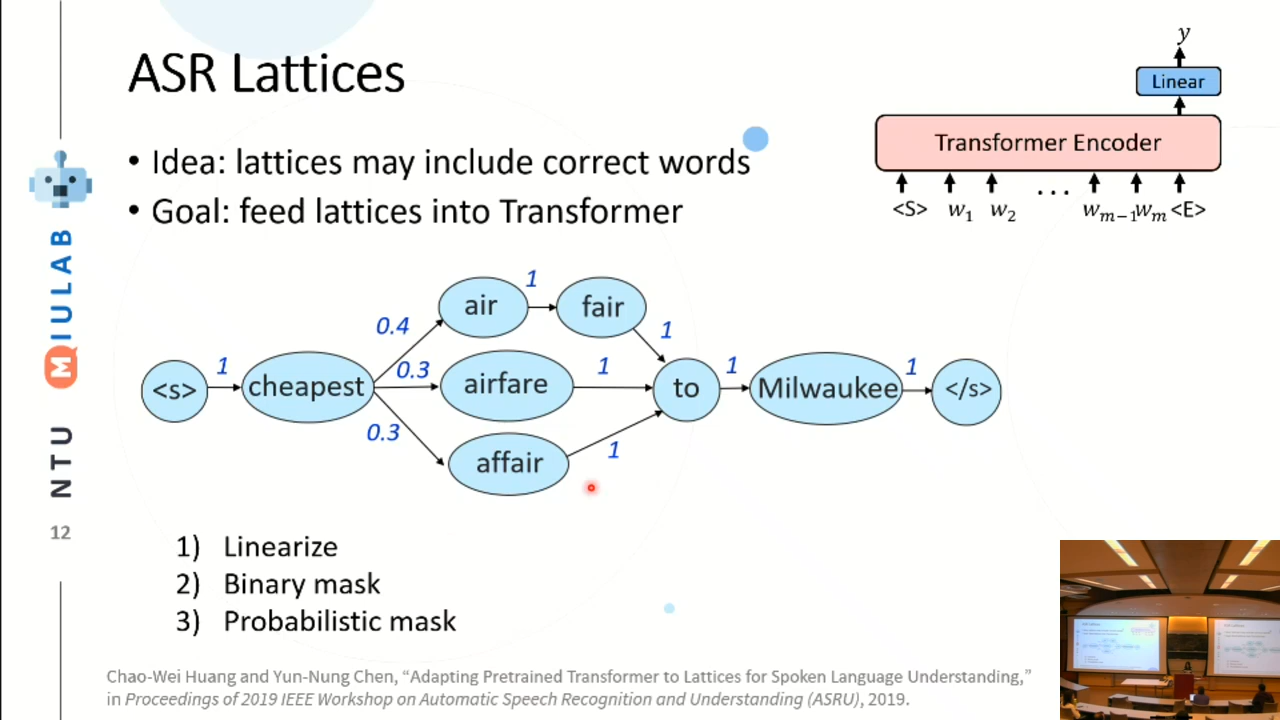 ASR Lattices
• Idea: lattices may include correct words
• Goal: feed lattices into Transformer
y
Linear
Transformer Encoder
<S> w₁ w₂ ... wₘ₋₁ wₘ <E>
<s>
1
cheapest
0.4
air
1
fair
1
0.3
airfare
1
0.3
affair
1
to
1
Milwaukee
1
</s>
1) Linearize
2) Binary mask
3) Probabilistic mask
Chao-Wei Huang and Yun-Nung Chen, “Adapting Pretrained Transformer to Lattices for Spoken Language Understanding,”
in Proceedings of 2019 IEEE Workshop on Automatic Speech Recognition and Understanding (ASRU), 2019.
NTU MIULAB
12